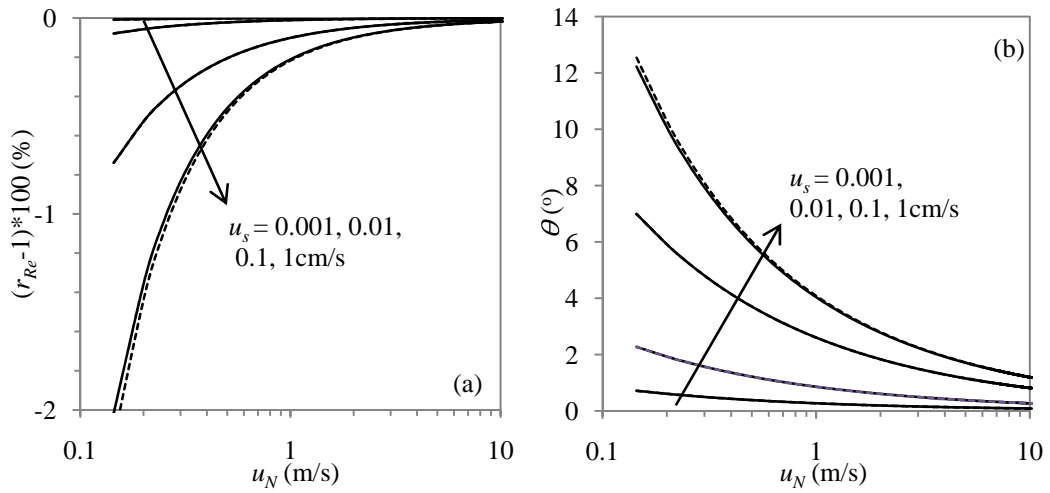 0
-1
-2
0.1
1
10
(r_Re-1)*100 (%)
u_N (m/s)
u_s = 0.001, 0.01,
0.1, 1cm/s
(a)
14
12
10
8
6
4
2
0
0.1
1
10
θ (º)
u_N (m/s)
u_s = 0.001,
0.01, 0.1, 1cm/s
(b)